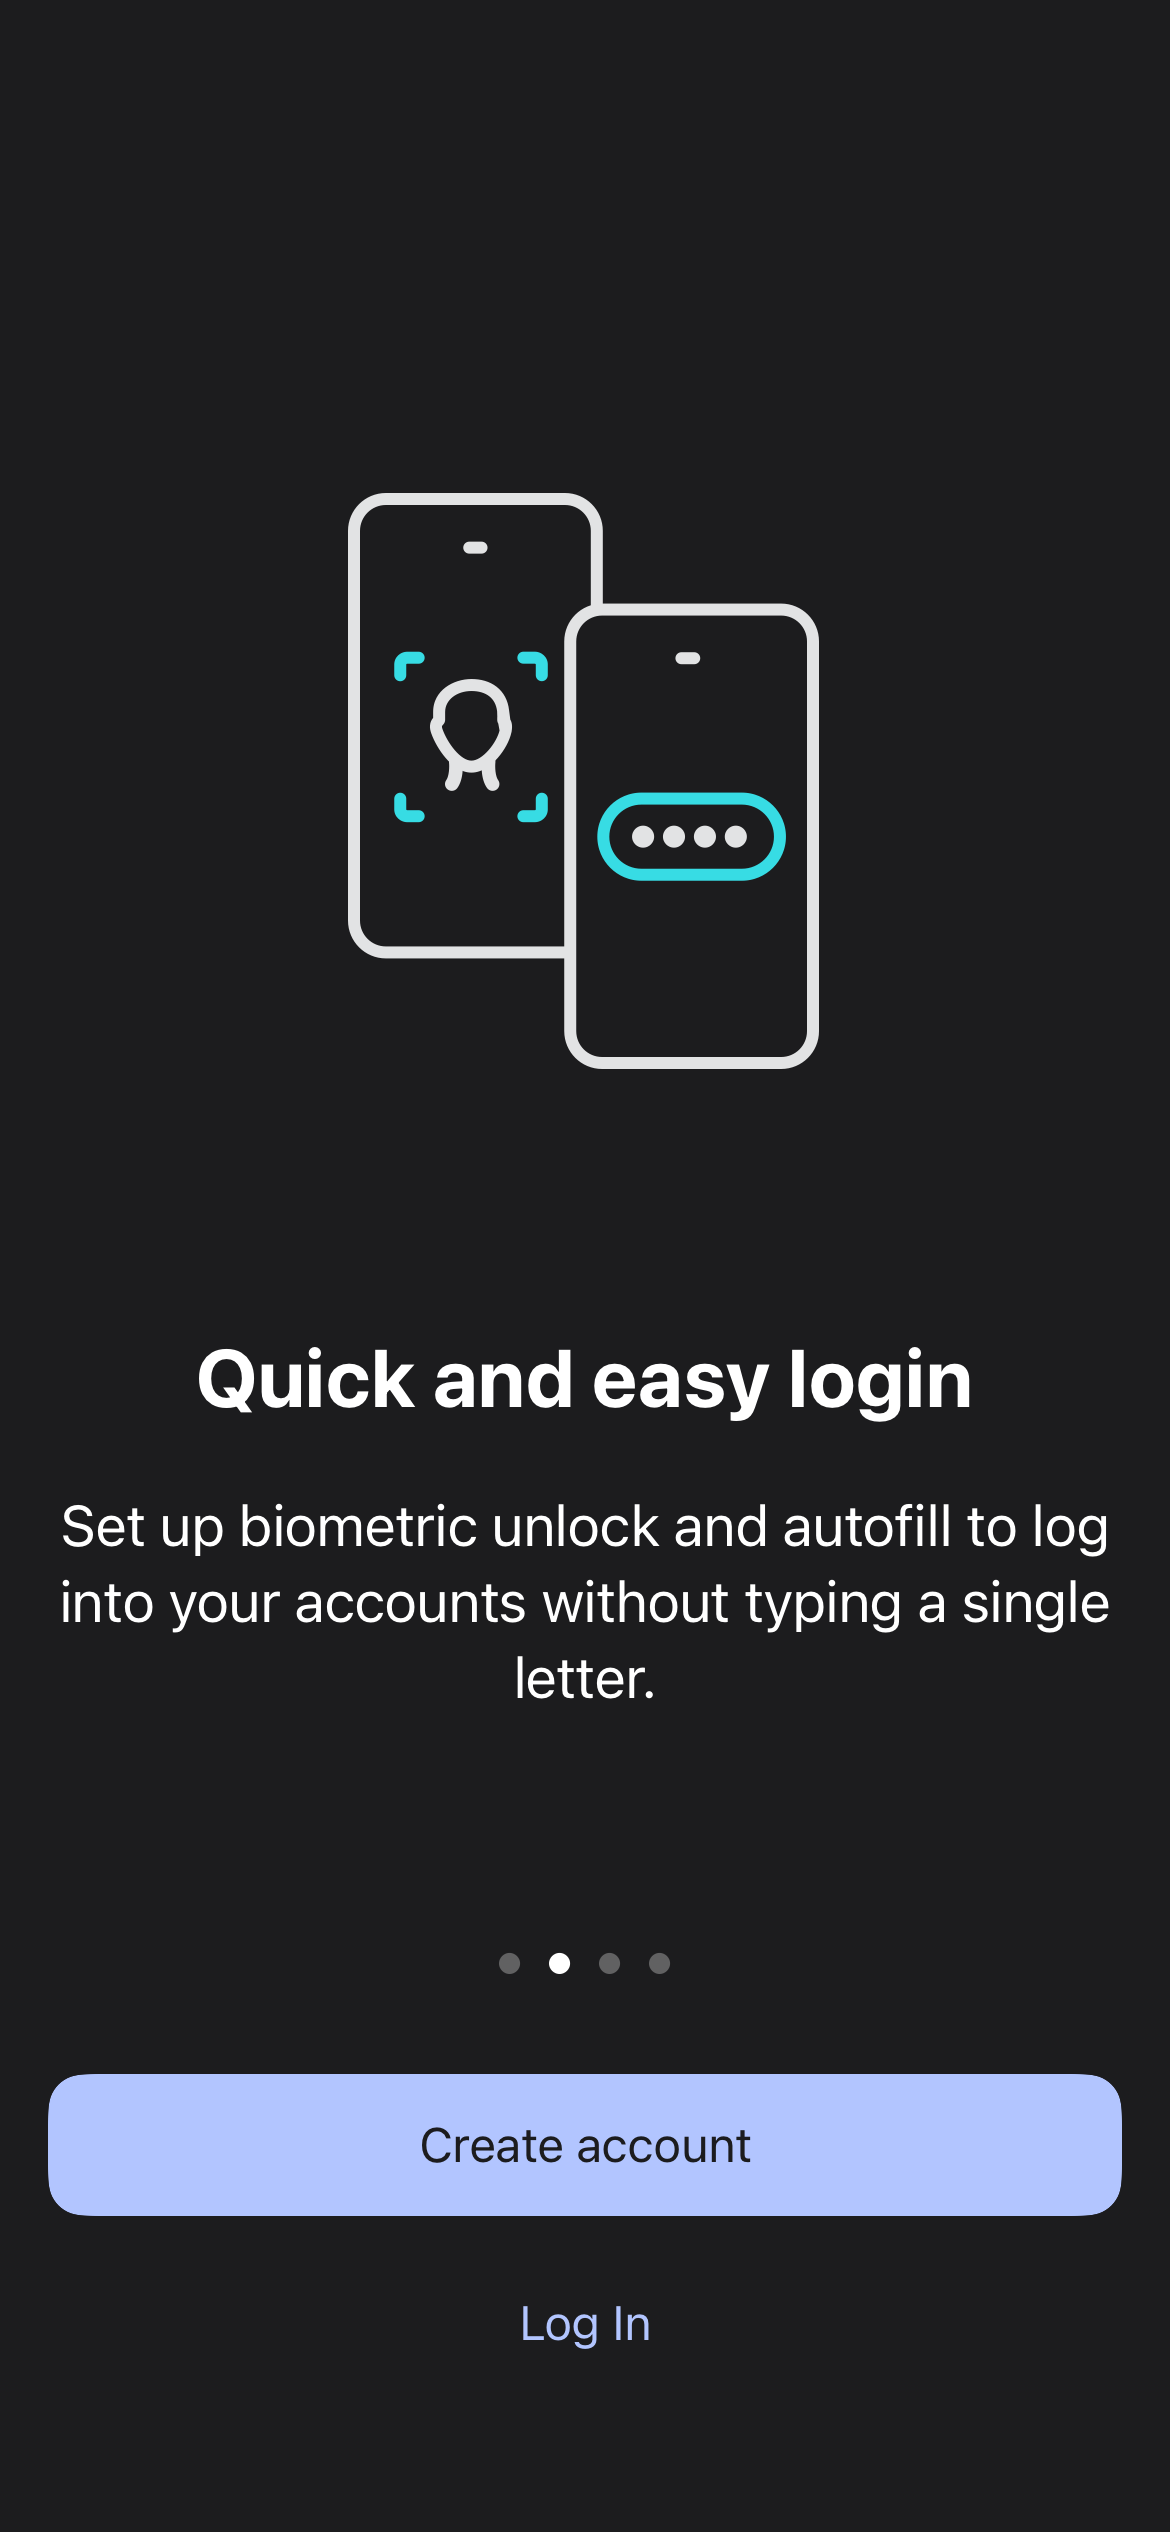 Quick and easy login
Set up biometric unlock and autofill to log
into your accounts without typing a single
letter.
Create account
Log In